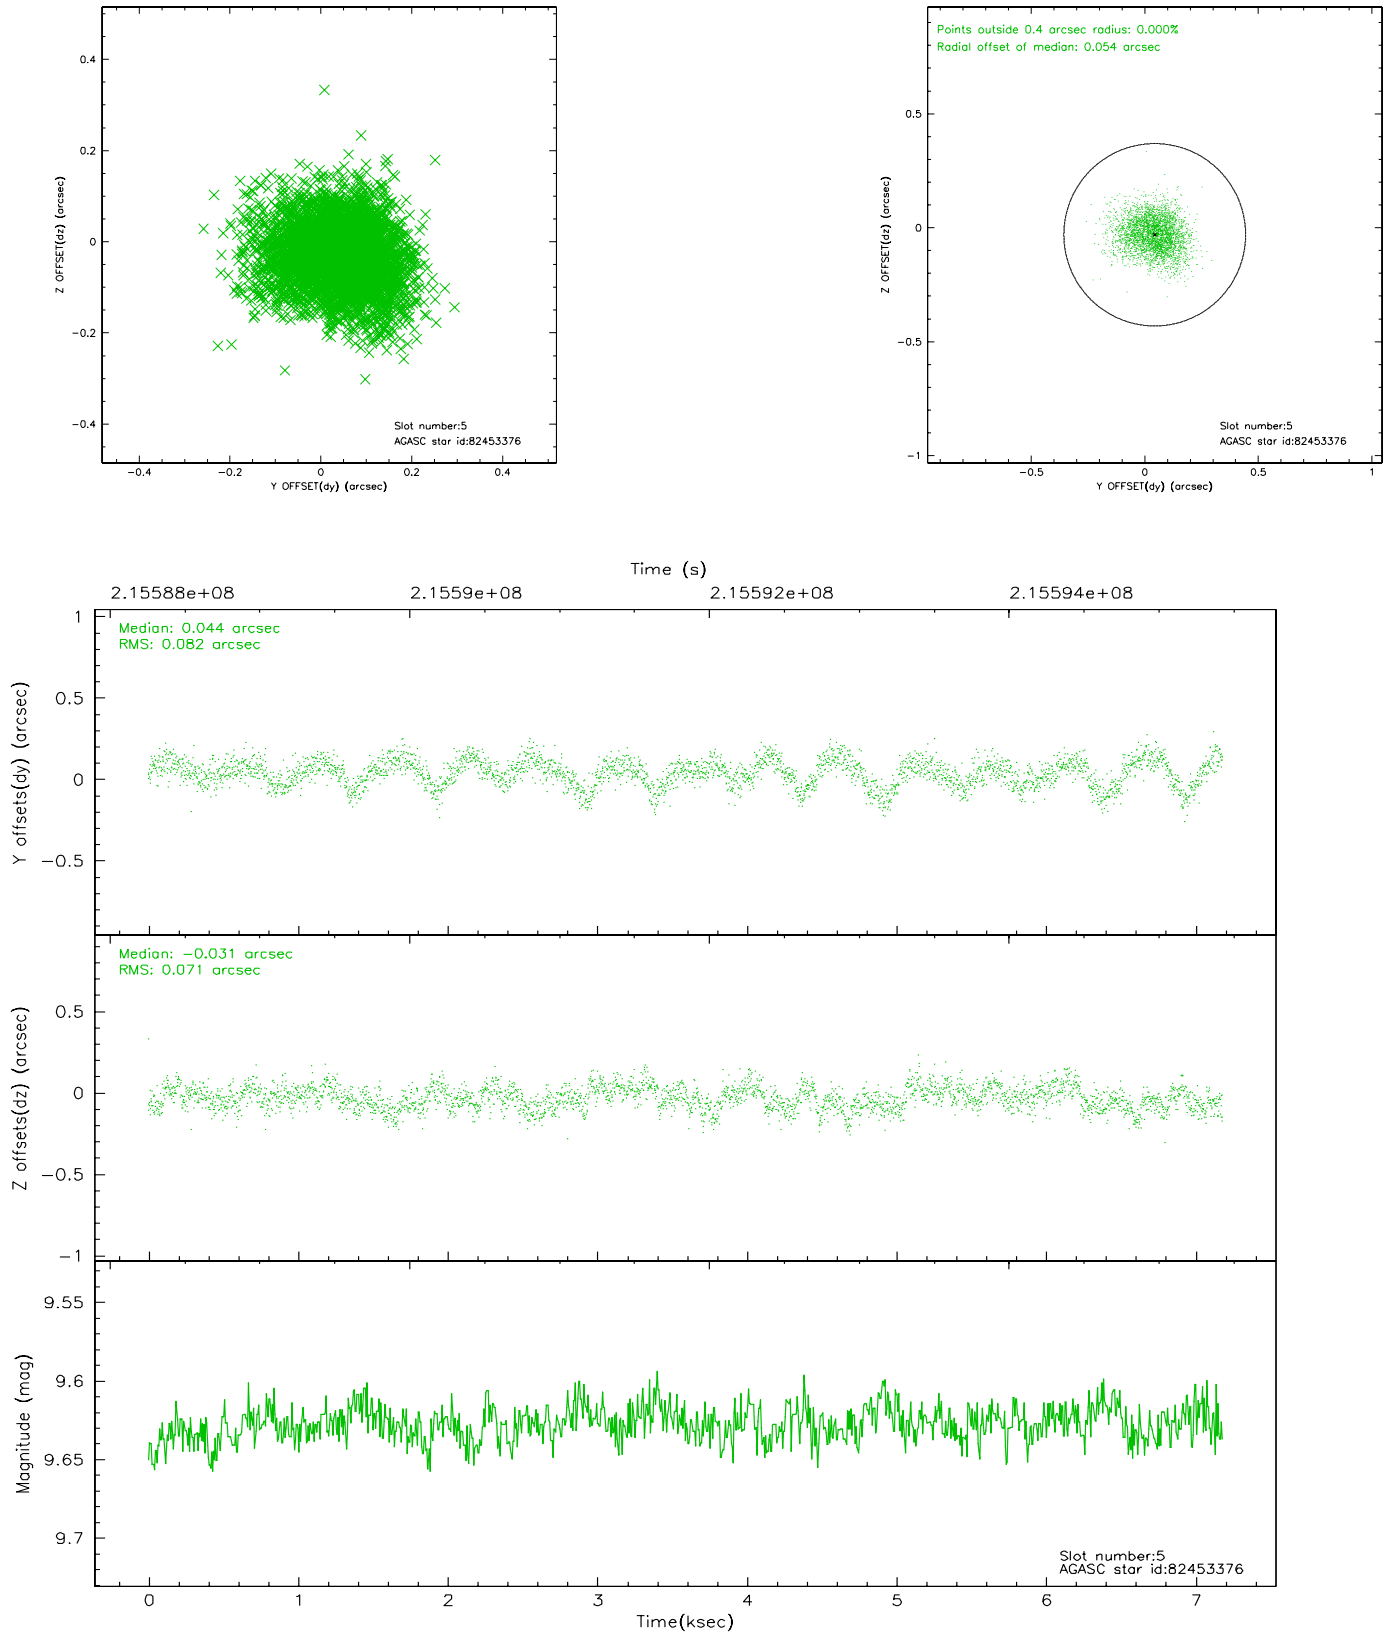 0.4
0.2
0
−0.2
−0.4
Z OFFSET(dz) (arcsec)
−0.4 −0.2 0 0.2 0.4
Y OFFSET(dy) (arcsec)
Slot number:5
AGASC star id:82453376
Points outside 0.4 arcsec radius: 0.000%
Radial offset of median: 0.054 arcsec
0.5
0
−0.5
−1
Z OFFSET(dz) (arcsec)
−0.5 0 0.5 1
Y OFFSET(dy) (arcsec)
Slot number:5
AGASC star id:82453376
Time (s)
2.15588e+08 2.1559e+08 2.15592e+08 2.15594e+08
Median: 0.044 arcsec
RMS: 0.082 arcsec
1
0.5
0
−0.5
Y offsets(dy) (arcsec)
Median: −0.031 arcsec
RMS: 0.071 arcsec
0.5
0
−0.5
−1
Z offsets(dz) (arcsec)
9.55
9.6
9.65
9.7
Magnitude (mag)
Slot number:5
AGASC star id:82453376
0 1 2 3 4 5 6 7
Time(ksec)